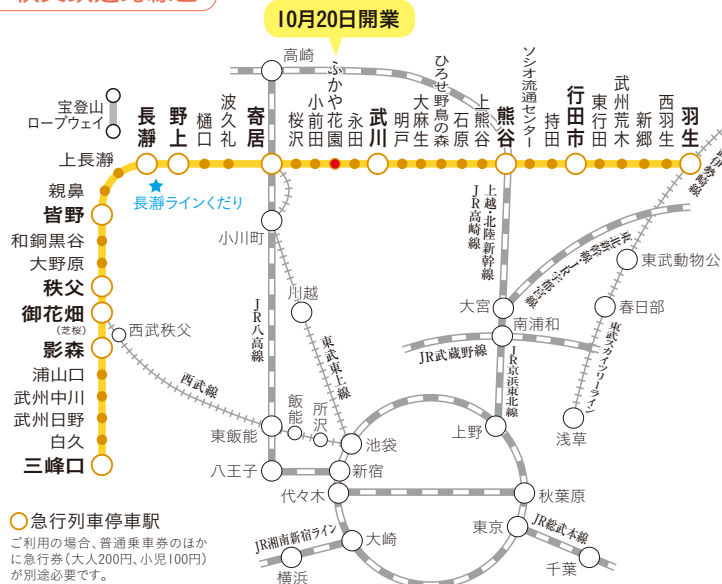 10月20日開業
高崎
宝登山
ロープウェイ
長瀞
野上
樋口
波久礼
寄居
桜沢
小前田
ふかや花園
永田
武川
明戸
大麻生
ひろせ野鳥の森
石原
上熊谷
熊谷
ソシオ流通センター
持田
行田市
東行田
武州荒木
新郷
西羽生
羽生
上長瀞
長瀞ラインくだり
親鼻
皆野
和銅黒谷
大野原
秩父
御花畑
(芝桜)
影森
浦山口
武州中川
武州日野
白久
三峰口
西武秩父
西武線
小川町
JR八高線
川越
東武東上線
上越・北陸新幹線
JR高崎線
東北新幹線・JR宇都宮線
伊勢崎線
東武動物公
春日部
東武スカイツリーライン
浅草
大宮
南浦和
JR武蔵野線
JR京浜東北線
上野
飯能
所沢
東飯能
池袋
八王子
新宿
代々木
秋葉原
東京
JR総武本線
千葉
JR湘南新宿ライン
大崎
横浜
急行列車停車駅
ご利用の場合、普通乗車券のほか
に急行券(大人200円、小児100円)
が別途必要です。